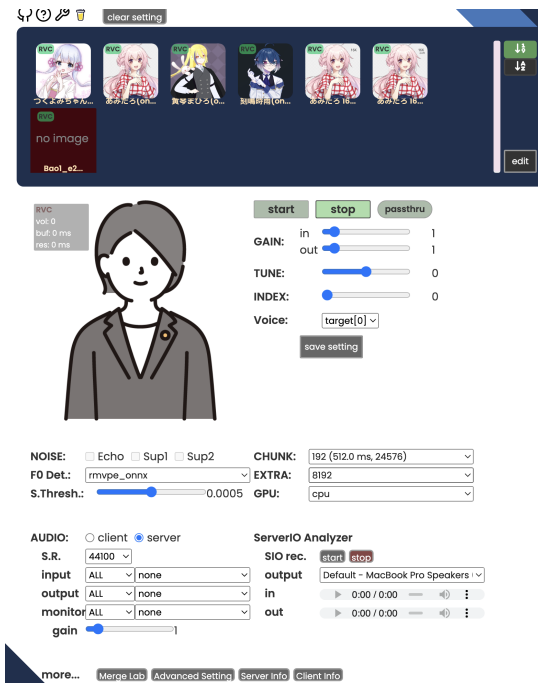 clear setting
RVC RVC RVC RVC RVC RVC
つくよみちゃん... あみたろ(on... 黄琴まひろ(o... 刻鳴時雨(on... あみたろ 16... あみたろ 16...
RVC
no image
Bao1_e2...
edit
RVC
vol: 0
buf: 0 ms
res: 0 ms
start stop passthru
GAIN: in 1
out 1
TUNE: 0
INDEX: 0
Voice: target[0]
save setting
NOISE: Echo Sup1 Sup2 CHUNK: 192 (512.0 ms, 24576)
F0 Det.: rmvpe_onnx EXTRA: 8192
S.Thresh.: 0.0005 GPU: cpu
AUDIO: client server ServerIO Analyzer
S.R. 44100 SIO rec. start stop
input ALL none output Default - MacBook Pro Speakers
output ALL none in 0:00 / 0:00
monitor ALL none out 0:00 / 0:00
gain 1
more... Merge Lab Advanced Setting Server Info Client Info